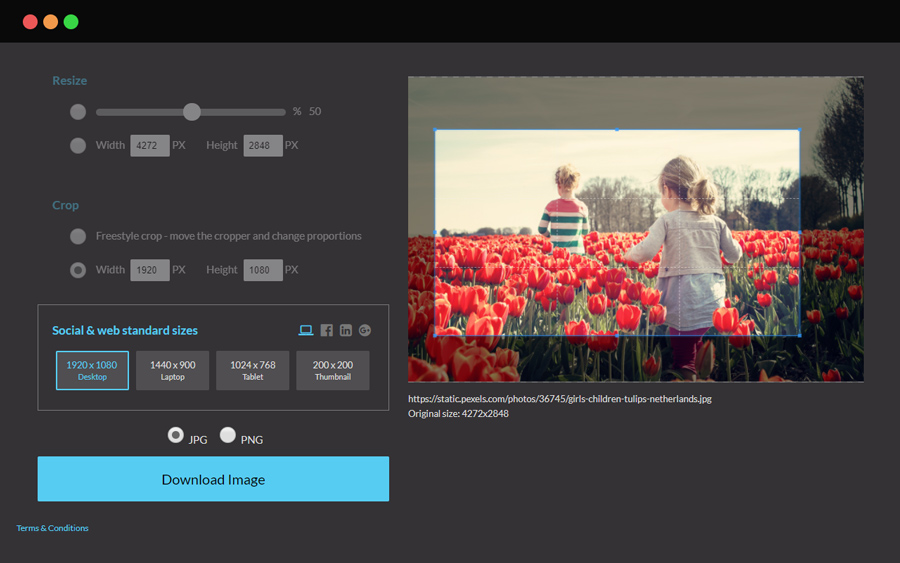 Resize
% 50
Width 4272 PX Height 2848 PX
Crop
Freestyle crop - move the cropper and change proportions
Width 1920 PX Height 1080 PX
Social & web standard sizes
1920 x 1080 1440 x 900 1024 x 768 200 x 200
Desktop Laptop Tablet Thumbnail
JPG PNG
Download Image
Terms & Conditions
https://static.pexels.com/photos/36745/girls-children-tulips-netherlands.jpg
Original size: 4272x2848